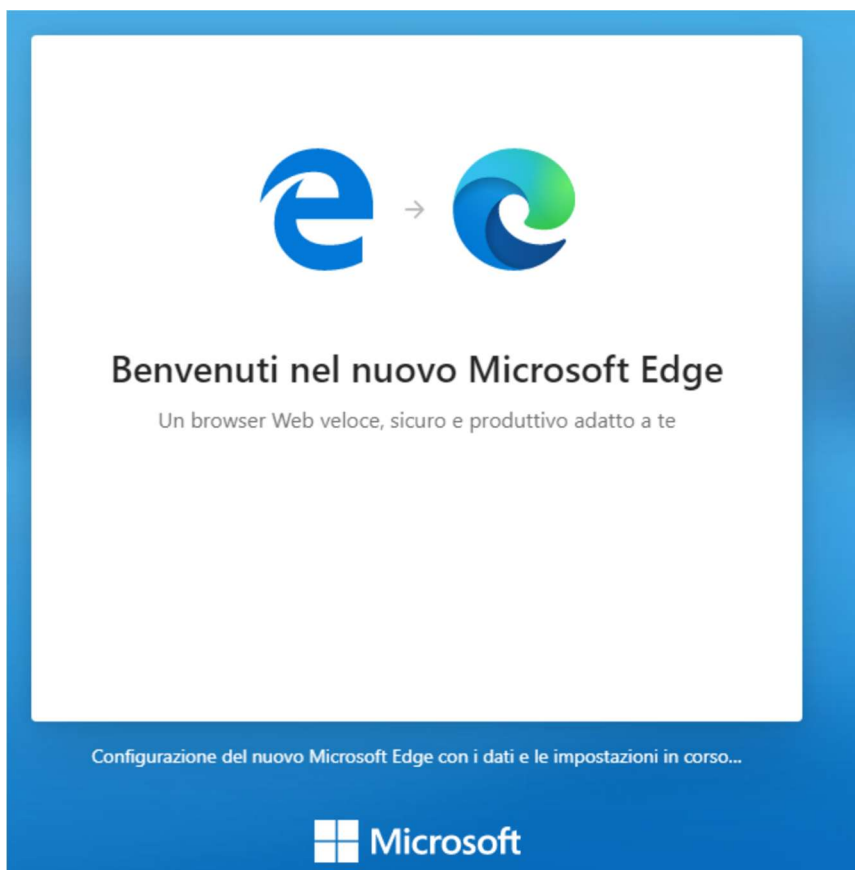 Benvenuti nel nuovo Microsoft Edge
Un browser Web veloce, sicuro e produttivo adatto a te
Configurazione del nuovo Microsoft Edge con i dati e le impostazioni in corso...
Microsoft